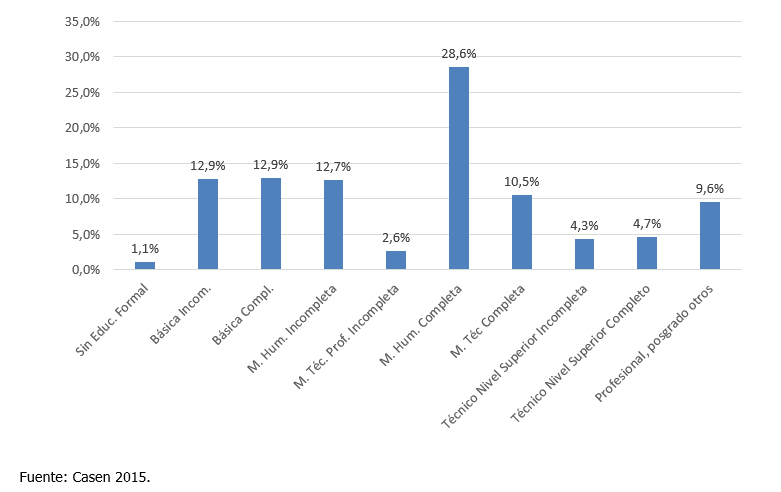 35,0%
30,0%
25,0%
20,0%
15,0%
10,0%
5,0%
0,0%
1,1%
12,9%
12,9%
12,7%
2,6%
28,6%
10,5%
4,3%
4,7%
9,6%
Sin Educ. Formal
Básica Incom.
Básica Compl.
M. Hum. Incompleta
M. Téc. Prof. Incompleta
M. Hum. Completa
M. Téc Completa
Técnico Nivel Superior Incompleta
Técnico Nivel Superior Completo
Profesional, posgrado otros
Fuente: Casen 2015.